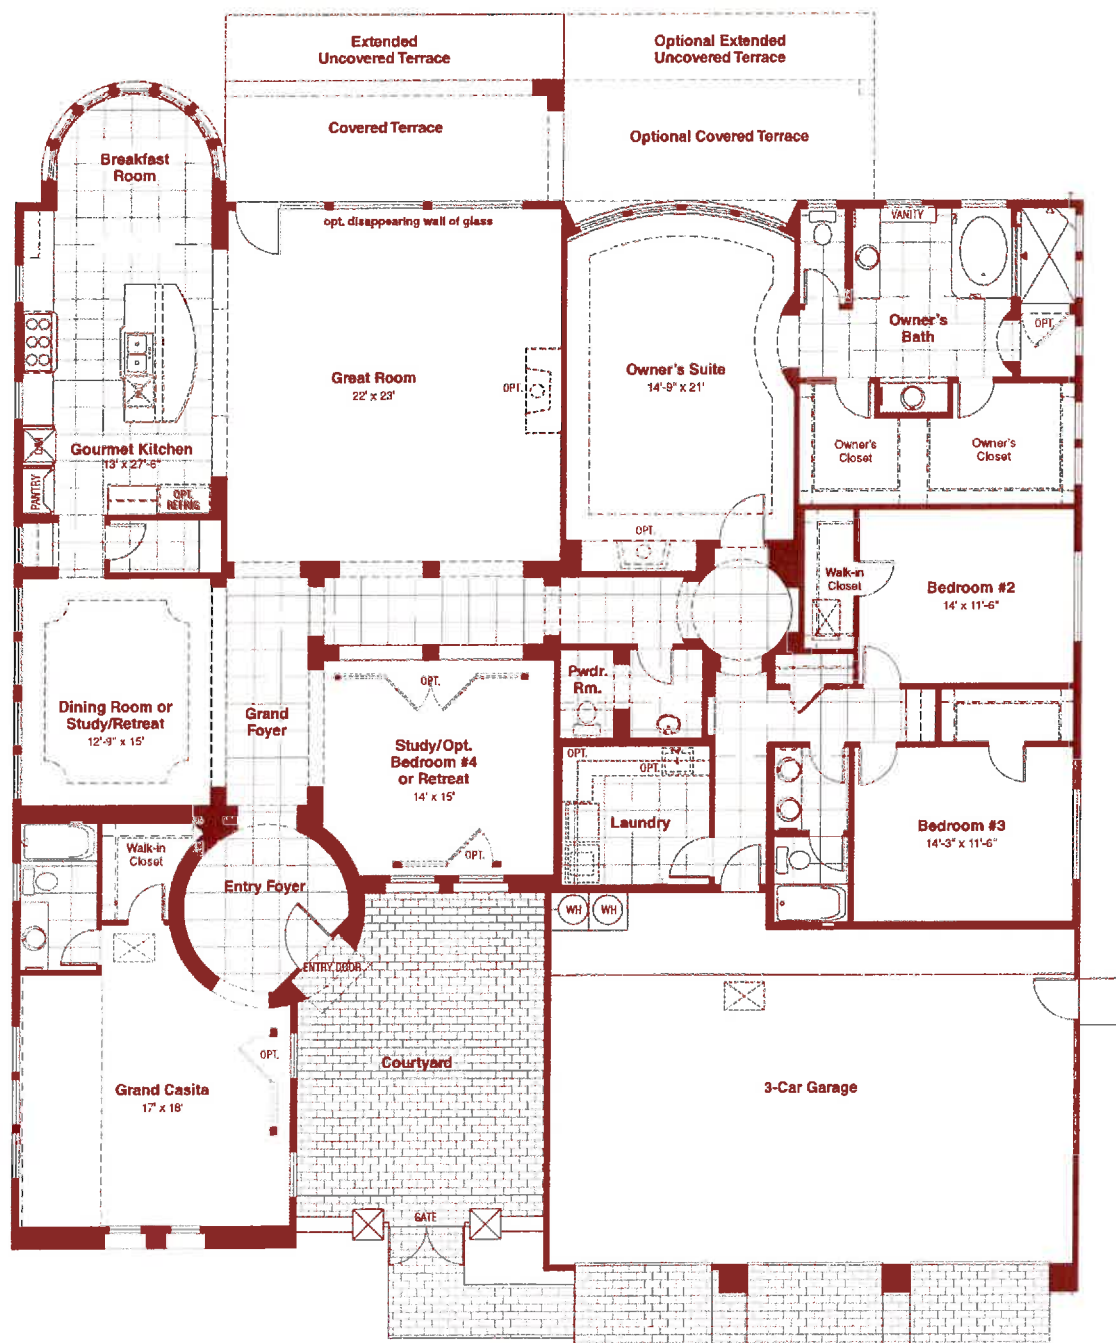 Extended
Uncovered Terrace
Optional Extended
Uncovered Terrace
Covered Terrace
Optional Covered Terrace
Breakfast
Room
opt. disappearing wall of glass
VANITY
Owner's
Bath
OPT.
Great Room
22' x 23'
OPT.
Owner's Suite
14'-9" x 21'
Gourmet Kitchen
13' x 27'-6"
Owner's
Closet
Owner's
Closet
PANTRY
OPT.
REFRIG
OPT.
Walk-in
Closet
Bedroom #2
14' x 11'-6"
Dining Room or
Study/Retreat
12'-9" x 15'
Grand
Foyer
OPT.
Pwdr.
Rm.
Study/Opt.
Bedroom #4
or Retreat
14' x 15'
OPT.
OPT.
Laundry
Bedroom #3
14'-3" x 11'-6"
OPT.
Walk-in
Closet
Entry Foyer
WH
WH
ENTRY DOOR
OPT.
Courtyard
Grand Casita
17' x 18'
3-Car Garage
GATE